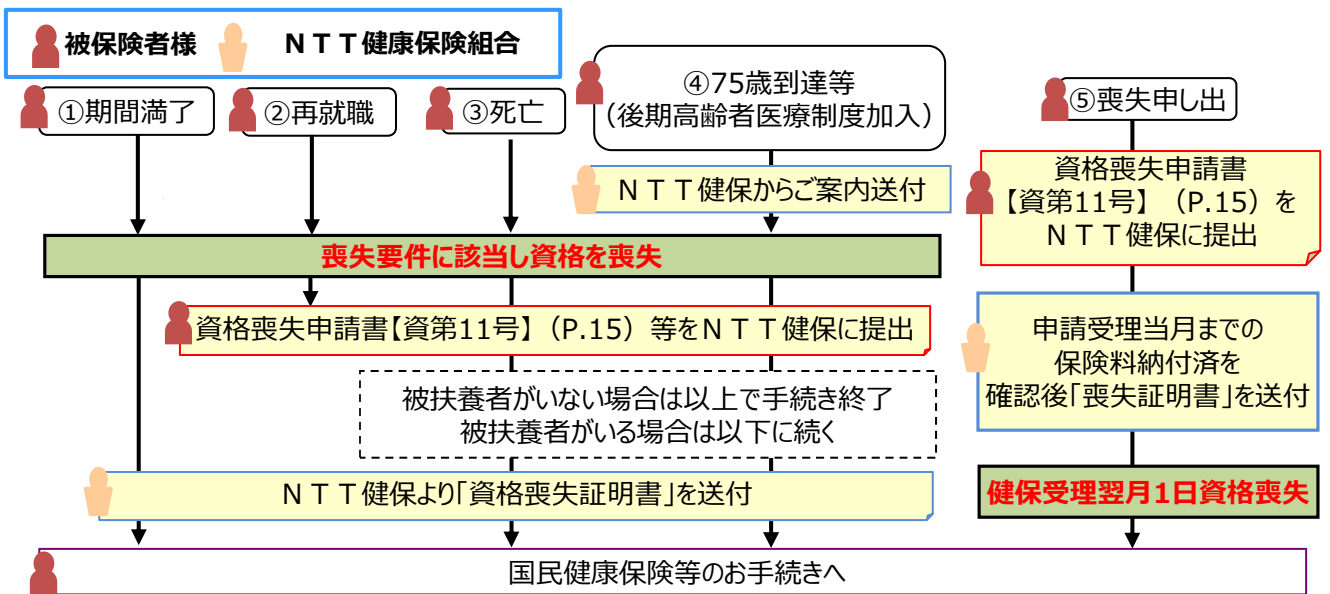 被保険者様 ＮＴＴ健康保険組合
①期間満了
②再就職
③死亡
④75歳到達等
（後期高齢者医療制度加入）
⑤喪失申し出
ＮＴＴ健保からご案内送付
資格喪失申請書
【資第11号】（P.15）を
ＮＴＴ健保に提出
喪失要件に該当し資格を喪失
資格喪失申請書【資第11号】（P.15）等をＮＴＴ健保に提出
申請受理当月までの
保険料納付済を
確認後「喪失証明書」を送付
被扶養者がいない場合は以上で手続き終了
被扶養者がいる場合は以下に続く
ＮＴＴ健保より「資格喪失証明書」を送付
健保受理翌月1日資格喪失
国民健康保険等のお手続きへ